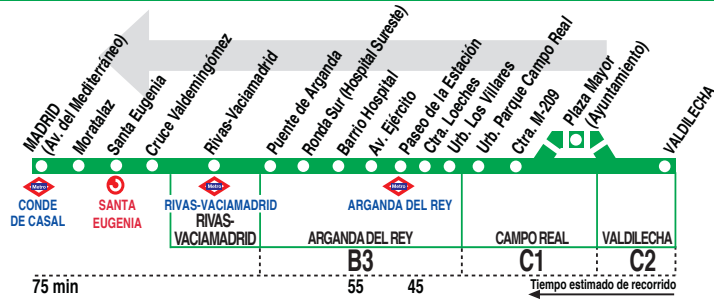 MADRID
(Av. del Mediterráneo)
Moratalaz
Santa Eugenia
Cruce Valdemingómez
Rivas-Vaciamadrid
Puente de Arganda
Ronda Sur (Hospital Sureste)
Barrio Hospital
Av. Ejército
Paseo de la Estación
Ctra. Loeches
Urb. Los Villares
Urb. Parque Campo Real
Ctra. M-209
Plaza Mayor
(Ayuntamiento)
VALDILECHA
Metro
CONDE
DE CASAL
SANTA
EUGENIA
Metro
RIVAS-VACIAMADRID
Metro
ARGANDA DEL REY
RIVAS-
VACIAMADRID
ARGANDA DEL REY
CAMPO REAL
VALDILECHA
B3
C1
C2
75 min
55
45
Tiempo estimado de recorrido